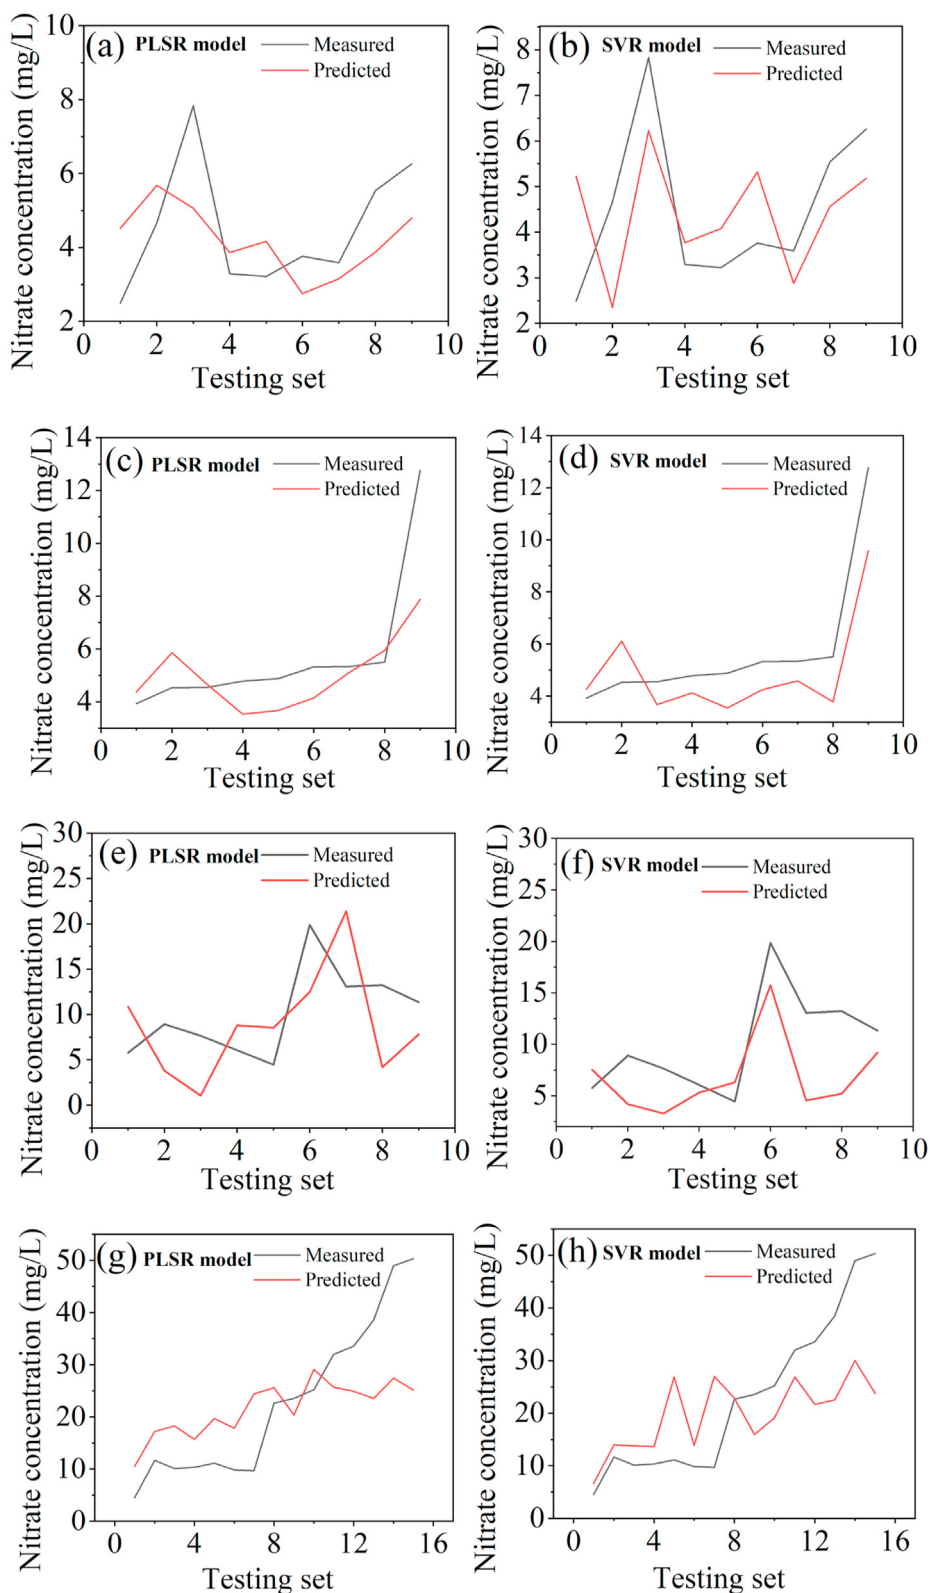 (a) PLSR model
Measured
Predicted
Nitrate concentration (mg/L)
10
8
6
4
2
0 2 4 6 8 10
Testing set
(b) SVR model
Measured
Predicted
Nitrate concentration (mg/L)
8
7
6
5
4
3
2
0 2 4 6 8 10
Testing set
(c) PLSR model
Measured
Predicted
Nitrate concentration (mg/L)
14
12
10
8
6
4
0 2 4 6 8 10
Testing set
(d) SVR model
Measured
Predicted
Nitrate concentration (mg/L)
14
12
10
8
6
4
0 2 4 6 8 10
Testing set
(e) PLSR model
Measured
Predicted
Nitrate concentration (mg/L)
30
25
20
15
10
5
0
0 2 4 6 8 10
Testing set
(f) SVR model
Measured
Predicted
Nitrate concentration (mg/L)
30
25
20
15
10
5
0 2 4 6 8 10
Testing set
(g) PLSR model
Measured
Predicted
Nitrate concentration (mg/L)
50
40
30
20
10
0
0 4 8 12 16
Testing set
(h) SVR model
Measured
Predicted
Nitrate concentration (mg/L)
50
40
30
20
10
0
0 4 8 12 16
Testing set